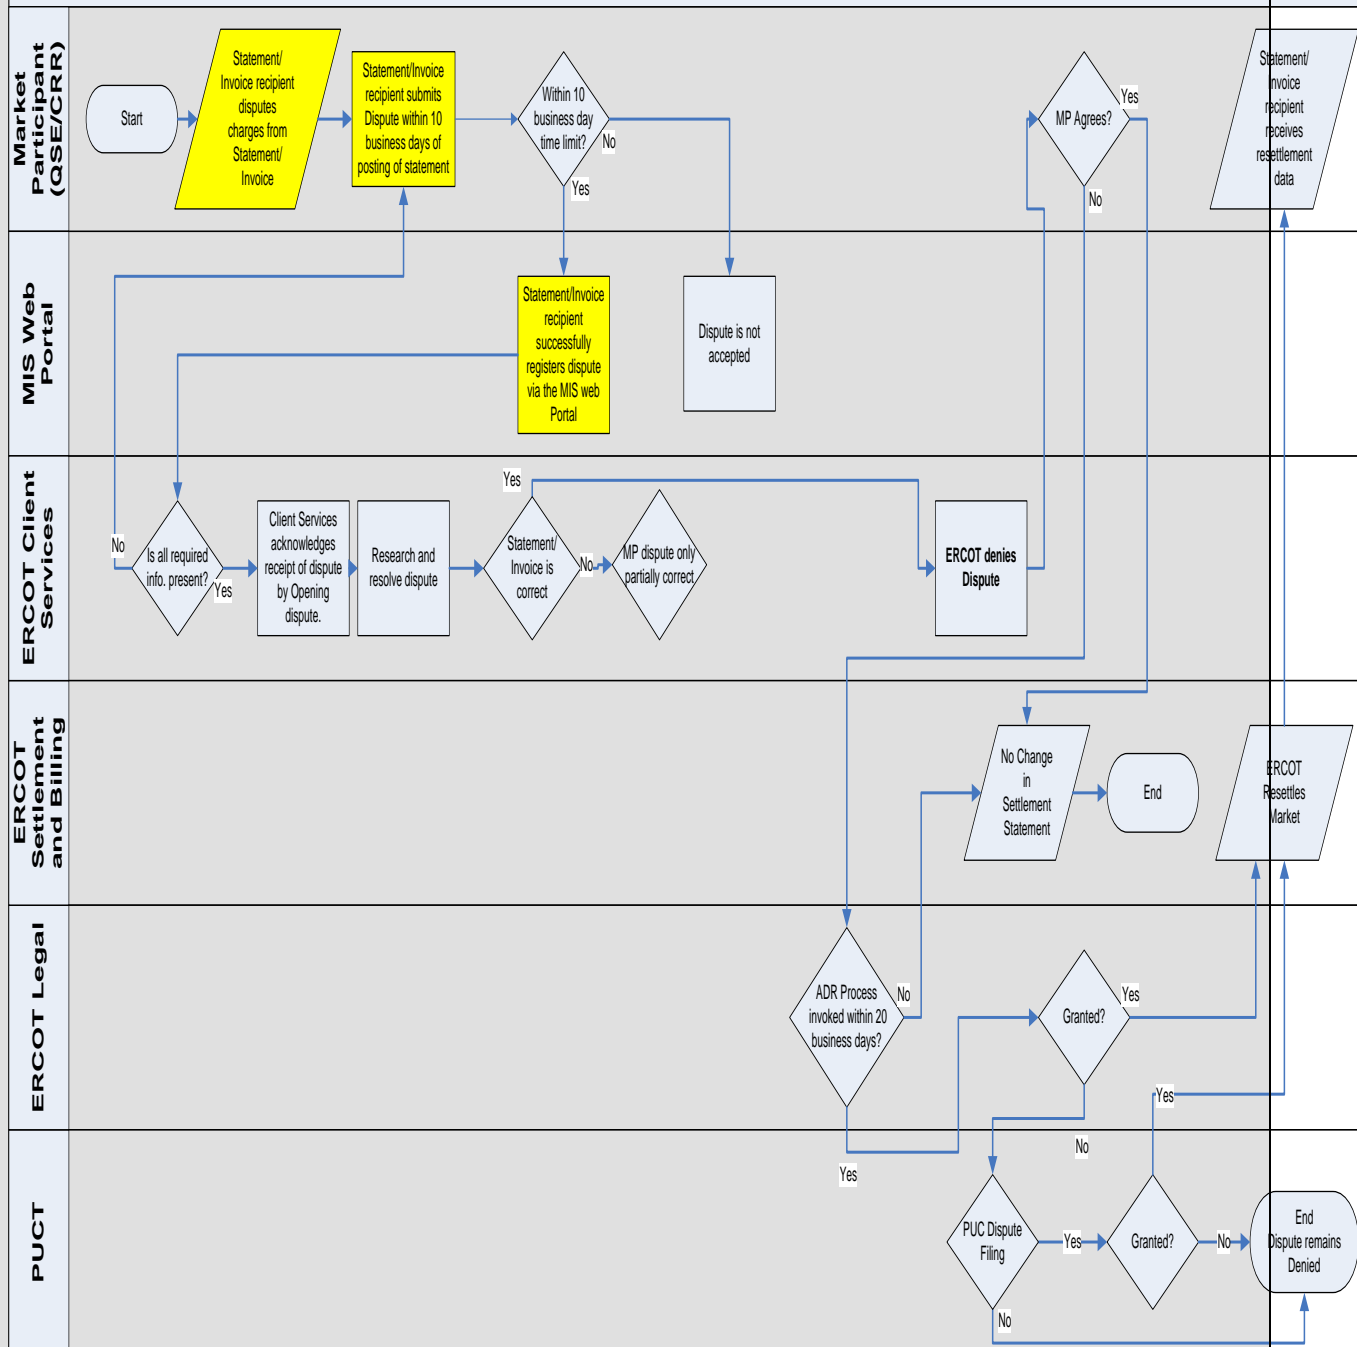 Market
Participant
(QSE/CRR)
Start
Statement/
Invoice recipient
disputes
charges from
Statement/
Invoice
Statement/Invoice
recipient submits
Dispute within 10
business days of
posting of statement
Within 10
business day
time limit?
No
Yes
MP Agrees?
Yes
No
Statement/
Invoice
recipient
receives
resettlement
data
MIS Web
Portal
Statement/Invoice
recipient
successfully
registers dispute
via the MIS web
Portal
Dispute is not
accepted
ERCOT Client
Services
No
Is all required
info. present?
Yes
Client Services
acknowledges
receipt of dispute
by Opening
dispute.
Research and
resolve dispute
Yes
Statement/
Invoice is
correct
No
MP dispute only
partially correct
ERCOT denies
Dispute
ERCOT
Settlement
and Billing
No Change
in
Settlement
Statement
End
ERCOT
Resettles
Market
ERCOT Legal
ADR Process
invoked within 20
business days?
No
Yes
Granted?
Yes
No
PUCT
PUC Dispute
Filing
Yes
No
Granted?
Yes
No
End
Dispute remains
Denied